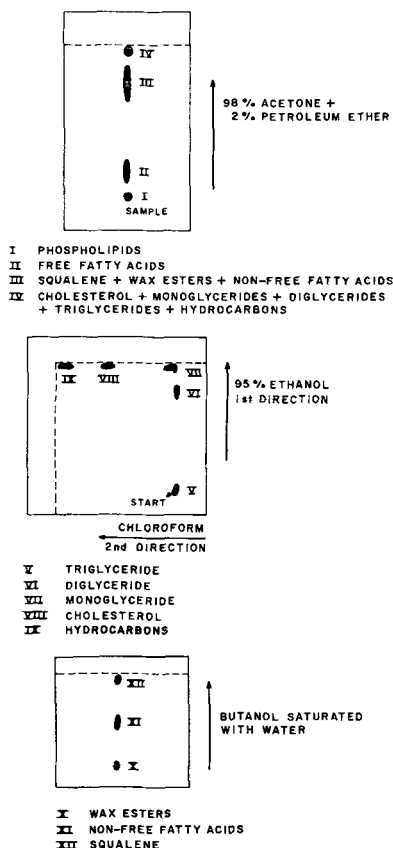 IV
III
98 % ACETONE +
2 % PETROLEUM ETHER
II
I
SAMPLE
I PHOSPHOLIPIDS
II FREE FATTY ACIDS
III SQUALENE + WAX ESTERS + NON-FREE FATTY ACIDS
IV CHOLESTEROL + MONOGLYCERIDES + DIGLYCERIDES
+ TRIGLYCERIDES + HYDROCARBONS
IX VIII VII
VI
95 % ETHANOL
1st DIRECTION
V
START
CHLOROFORM
2nd DIRECTION
V TRIGLYCERIDE
VI DIGLYCERIDE
VII MONOGLYCERIDE
VIII CHOLESTEROL
IX HYDROCARBONS
XII
XI
BUTANOL SATURATED
WITH WATER
X
X WAX ESTERS
XI NON-FREE FATTY ACIDS
XII SQUALENE